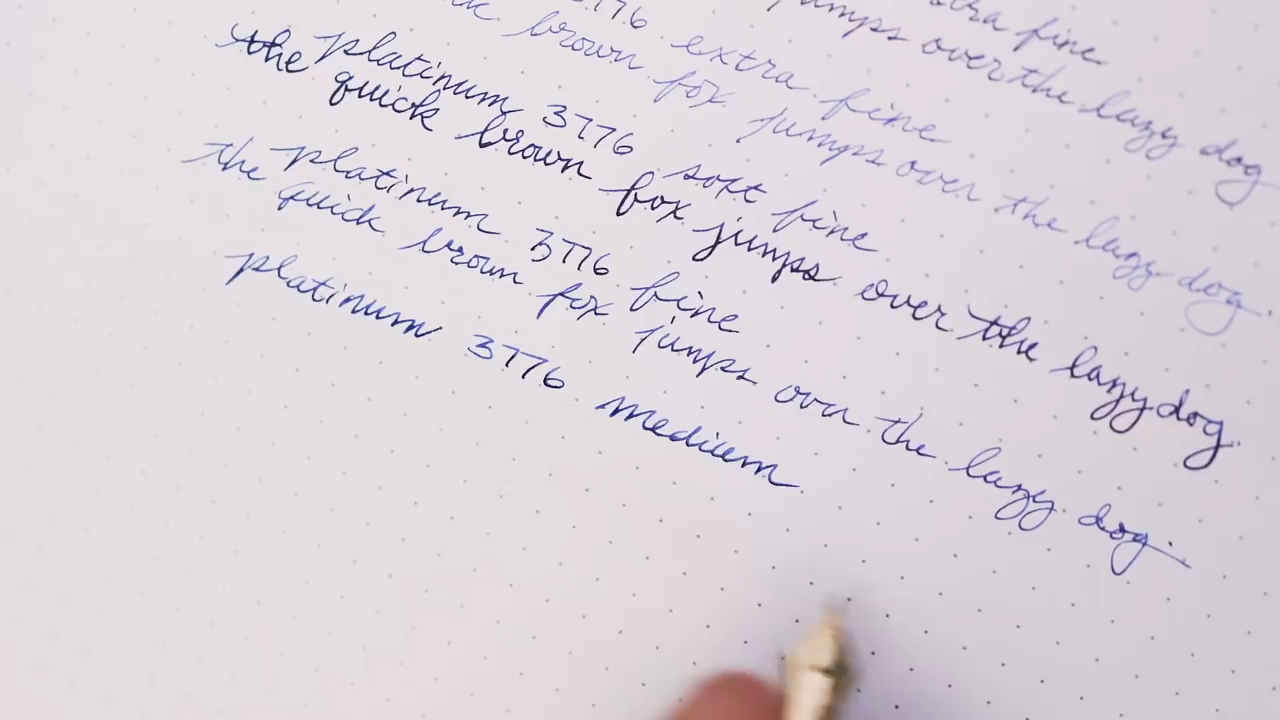 extra fine
jumps over the lazy dog
3776 extra fine
brown fox jumps over the lazy dog.
platinum 3776 soft fine
the quick brown fox jumps over the lazy dog.
platinum 3776 fine
the quick brown fox jumps over the lazy dog.
platinum 3776 medium